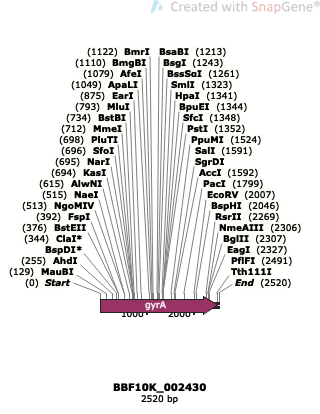 Created with SnapGene®
(1122) BmrI BsaBI (1213)
(1110) BmgBI BsgI (1243)
(1079) AfeI BssSαI (1261)
(1049) ApaLI SmlI (1323)
(875) EarI HpaI (1341)
(793) MluI BpuEI (1344)
(734) BstBI SfcI (1348)
(712) MmeI PstI (1352)
(698) PluTI PpuMI (1524)
(696) SfoI SalI (1591)
(695) NarI SgrDI
(694) KasI AccI (1592)
(615) AlwNI PacI (1799)
(515) NaeI EcoRV (2007)
(513) NgoMIV BspHI (2046)
(392) FspI RsrII (2269)
(376) BstEII NmeAIII (2306)
(344) ClaI* BglII (2307)
BspDI* EagI (2327)
(255) AhdI PflFI (2491)
(129) MauBI Tth111I
(0) Start End (2520)
gyrA
1000 2000
BBF10K_002430
2520 bp